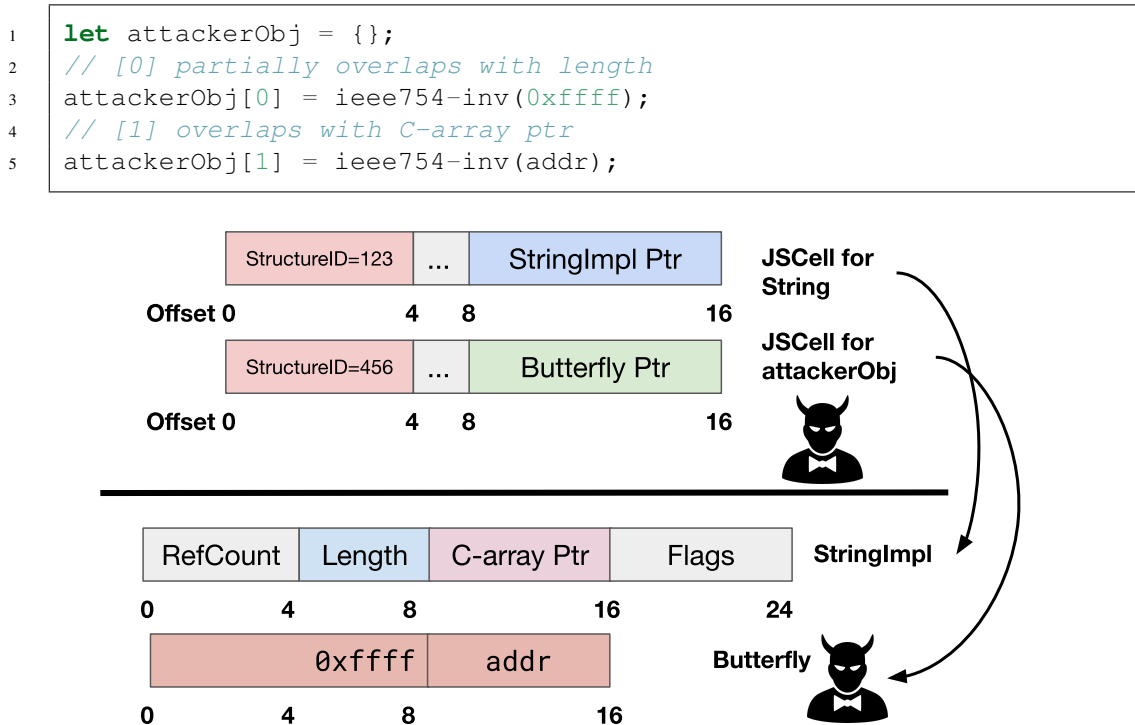 1 let attackerObj = {};
2 // [0] partially overlaps with length
3 attackerObj[0] = ieee754-inv(0xffff);
4 // [1] overlaps with C-array ptr
5 attackerObj[1] = ieee754-inv(addr);
StructureID=123 ... StringImpl Ptr
JSCell for
String
Offset 0 4 8 16
StructureID=456 ... Butterfly Ptr
JSCell for
attackerObj
Offset 0 4 8 16
RefCount Length C-array Ptr Flags StringImpl
0 4 8 16 24
0xffff addr Butterfly
0 4 8 16